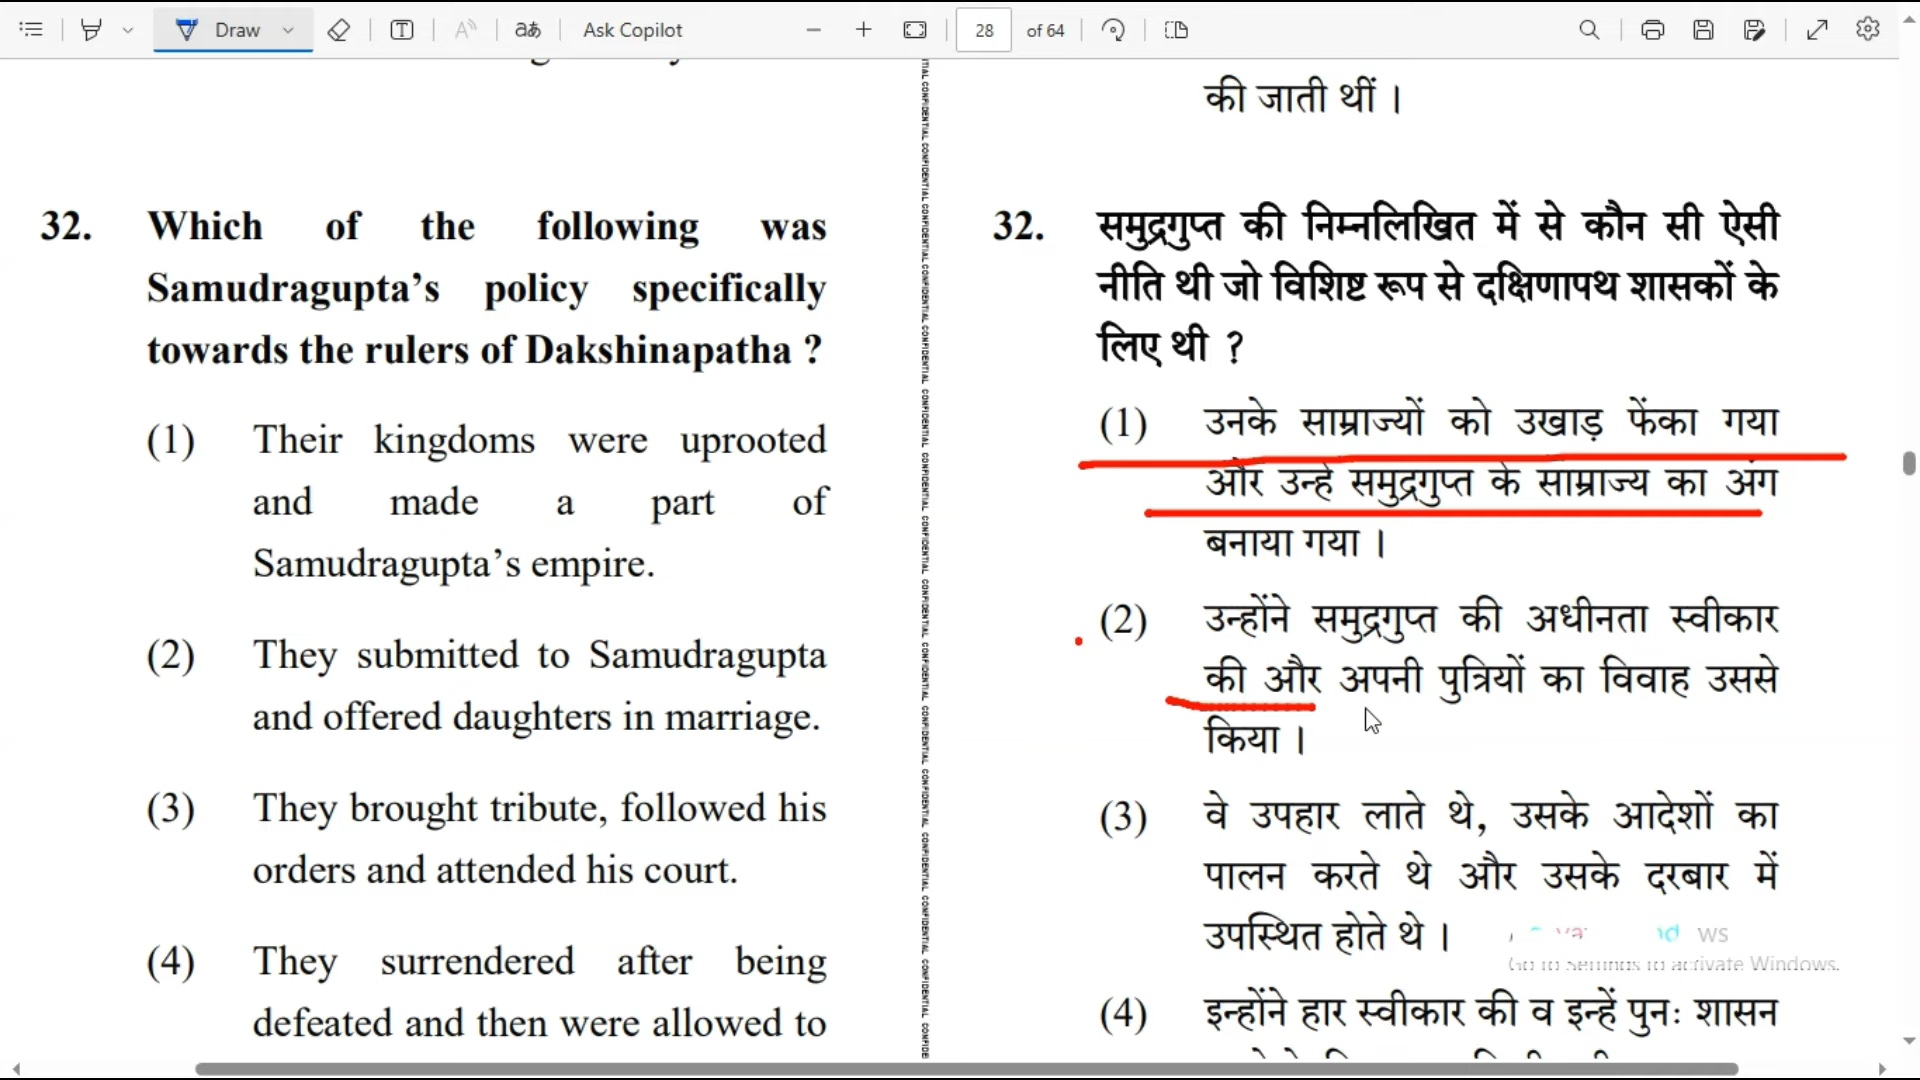 Draw
Ask Copilot
28
of 64
32. Which of the following was
Samudragupta's policy specifically
towards the rulers of Dakshinapatha ?
(1) Their kingdoms were uprooted
and made a part of
Samudragupta's empire.
(2) They submitted to Samudragupta
and offered daughters in marriage.
(3) They brought tribute, followed his
orders and attended his court.
(4) They surrendered after being
defeated and then were allowed to
CONFIDENTIAL CONFIDENTIAL CONFIDENTIAL CONFIDENTIAL CONFIDENTIAL
की जाती थीं ।
32. समुद्रगुप्त की निम्नलिखित में से कौन सी ऐसी
नीति थी जो विशिष्ट रूप से दक्षिणापथ शासकों के
लिए थी ?
(1) उनके साम्राज्यों को उखाड़ फेंका गया
और उन्हें समुद्रगुप्त के साम्राज्य का अंग
बनाया गया ।
(2) उन्होंने समुद्रगुप्त की अधीनता स्वीकार
की और अपनी पुत्रियों का विवाह उससे
किया ।
(3) वे उपहार लाते थे, उसके आदेशों का
पालन करते थे और उसके दरबार में
उपस्थित होते थे ।
(4) इन्होंने हार स्वीकार की व इन्हें पुनः शासन
Go to Settings to activate Windows.